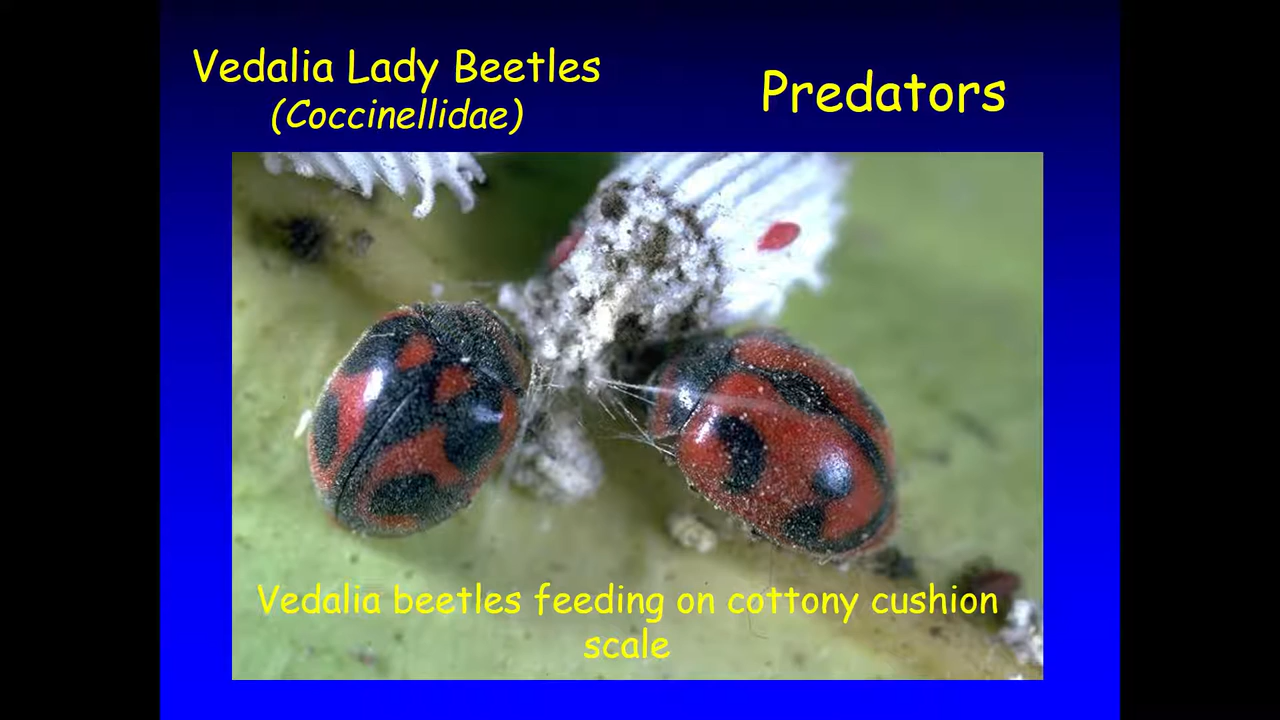 Vedalia Lady Beetles
(Coccinellidae)
Predators
Vedalia beetles feeding on cottony cushion
scale